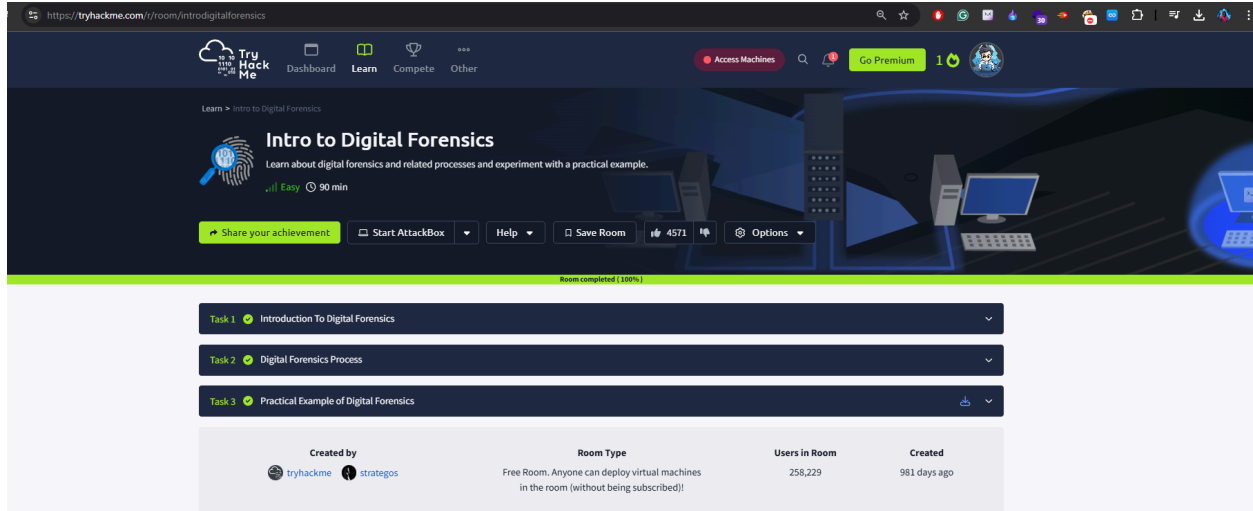 https://tryhackme.com/r/room/introdigitalforensics
30
Try
Hack
Me
Dashboard
Learn
Compete
Other
Access Machines
Go Premium
1
Learn > Intro to Digital Forensics
Intro to Digital Forensics
Learn about digital forensics and related processes and experiment with a practical example.
Easy 90 min
Share your achievement
Start AttackBox
Help
Save Room
4571
Options
Room completed ( 100% )
Task 1 Introduction To Digital Forensics
Task 2 Digital Forensics Process
Task 3 Practical Example of Digital Forensics
Created by
tryhackme strategos
Room Type
Free Room. Anyone can deploy virtual machines
in the room (without being subscribed)!
Users in Room
258,229
Created
981 days ago